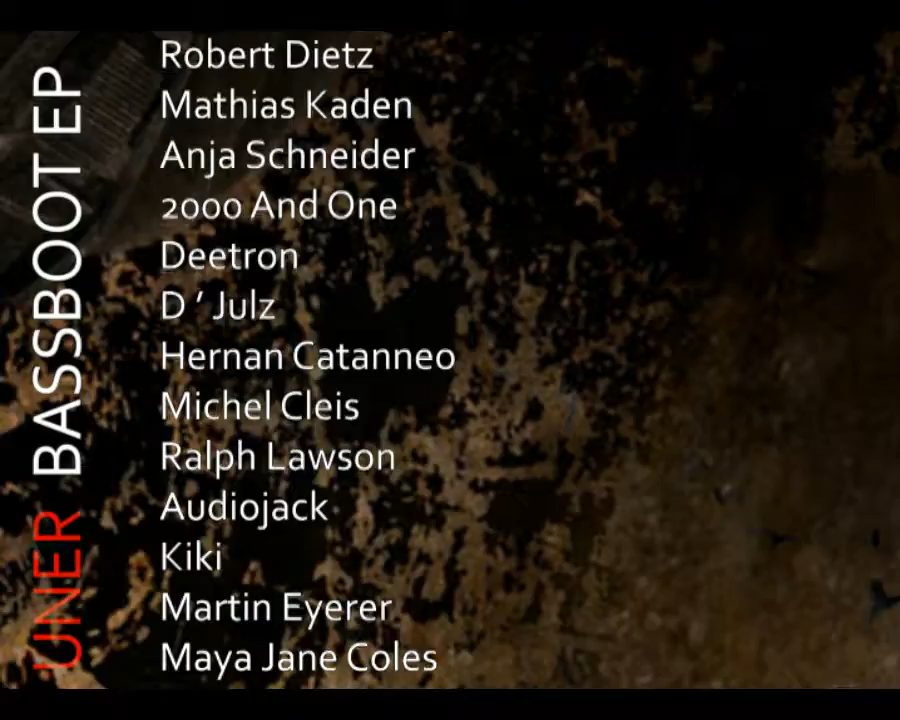 UNER BASSBOOT EP
Robert Dietz
Mathias Kaden
Anja Schneider
2000 And One
Deetron
D ' Julz
Hernan Catanneo
Michel Cleis
Ralph Lawson
Audiojack
Kiki
Martin Eyerer
Maya Jane Coles